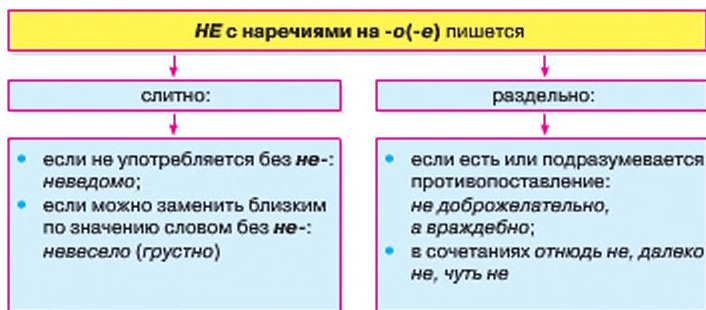 НЕ с наречиями на -о(-е) пишется
слитно:
раздельно:
• если не употребляется без не-:
неведомо;
• если можно заменить близким
по значению словом без не-:
невесело (грустно)
• если есть или подразумевается
противопоставление:
не доброжелательно,
а враждебно;
• в сочетаниях отнюдь не, далеко
не, чуть не